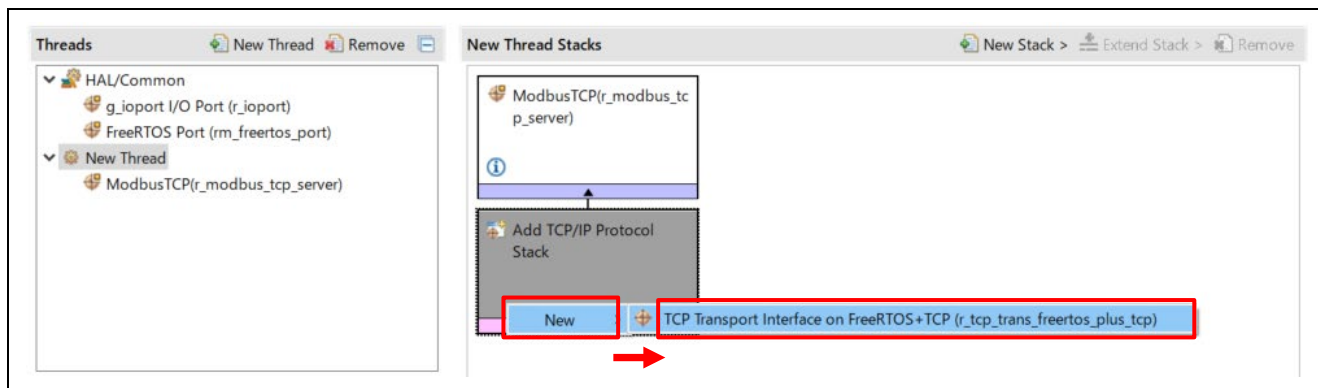 Threads
New Thread
Remove
HAL/Common
g_ioport I/O Port (r_ioport)
FreeRTOS Port (rm_freertos_port)
New Thread
ModbusTCP(r_modbus_tcp_server)
New Thread Stacks
New Stack >
Extend Stack >
Remove
ModbusTCP(r_modbus_tc
p_server)
Add TCP/IP Protocol
Stack
New
TCP Transport Interface on FreeRTOS+TCP (r_tcp_trans_freertos_plus_tcp)